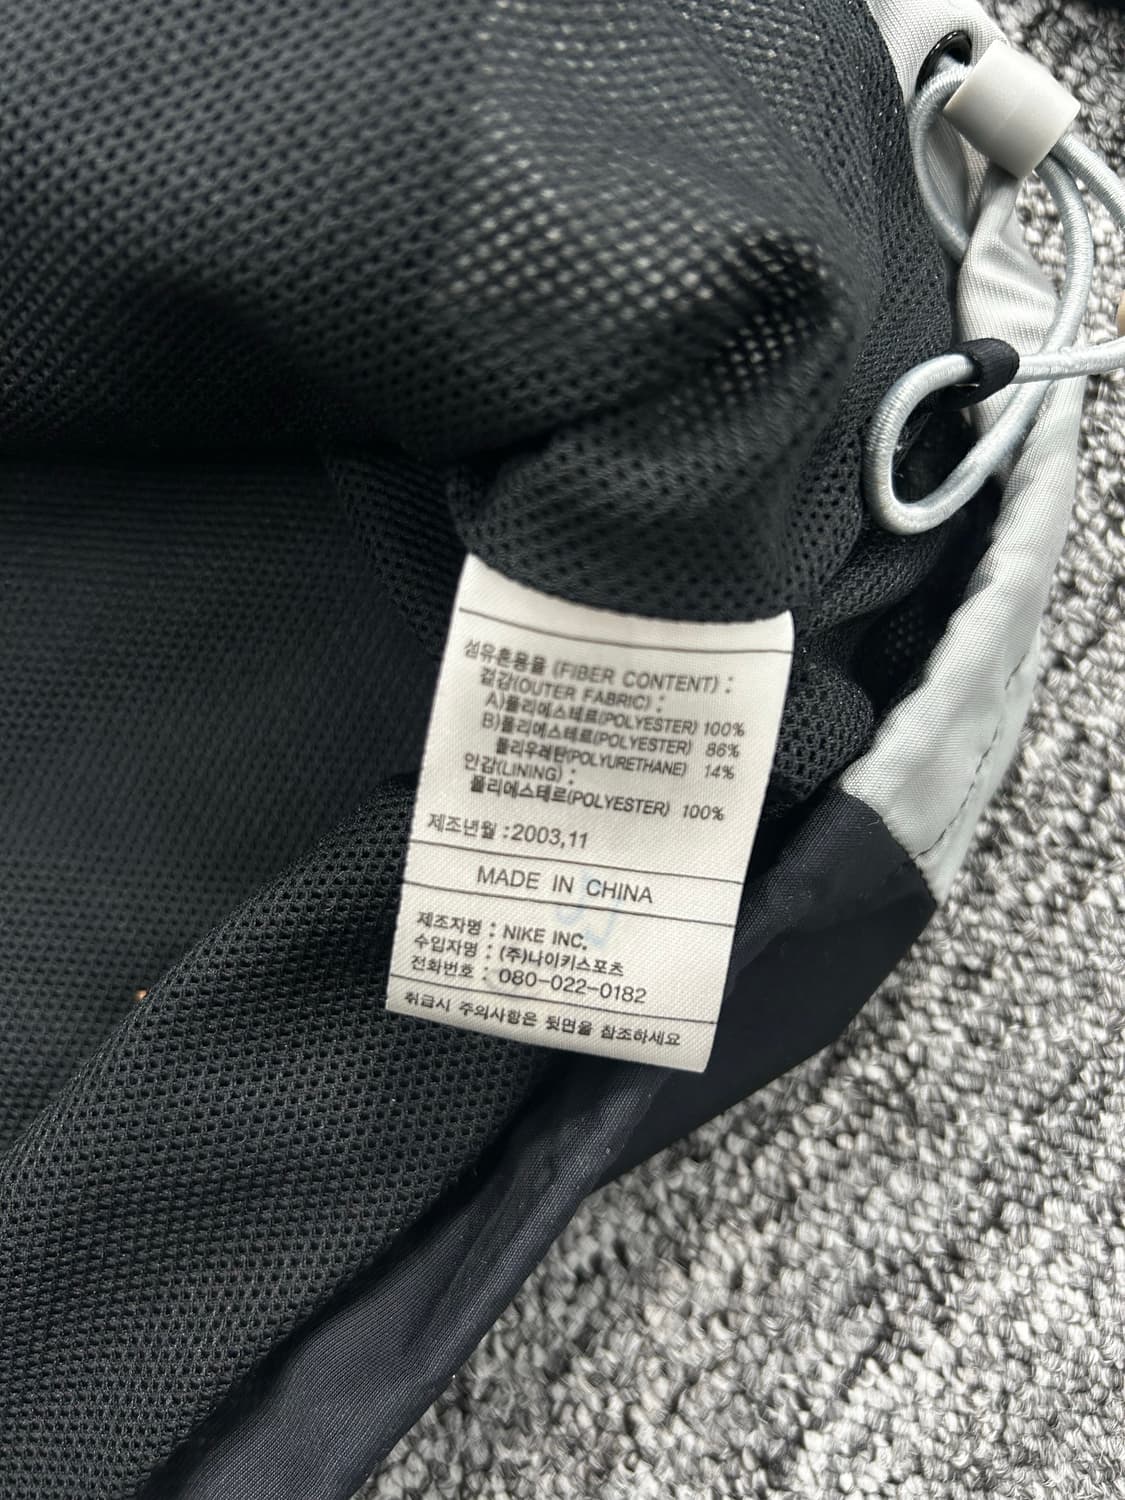 섬유혼용율 (FIBER CONTENT) :
겉감(OUTER FABRIC) :
A)폴리에스테르(POLYESTER) 100%
B)폴리에스테르(POLYESTER) 86%
폴리우레탄(POLYURETHANE) 14%
안감(LINING) :
폴리에스테르(POLYESTER) 100%
제조년월 : 2003,11
MADE IN CHINA
제조자명 : NIKE INC.
수입자명 : (주)나이키스포츠
전화번호 : 080-022-0182
취급시 주의사항은 뒷면을 참조하세요